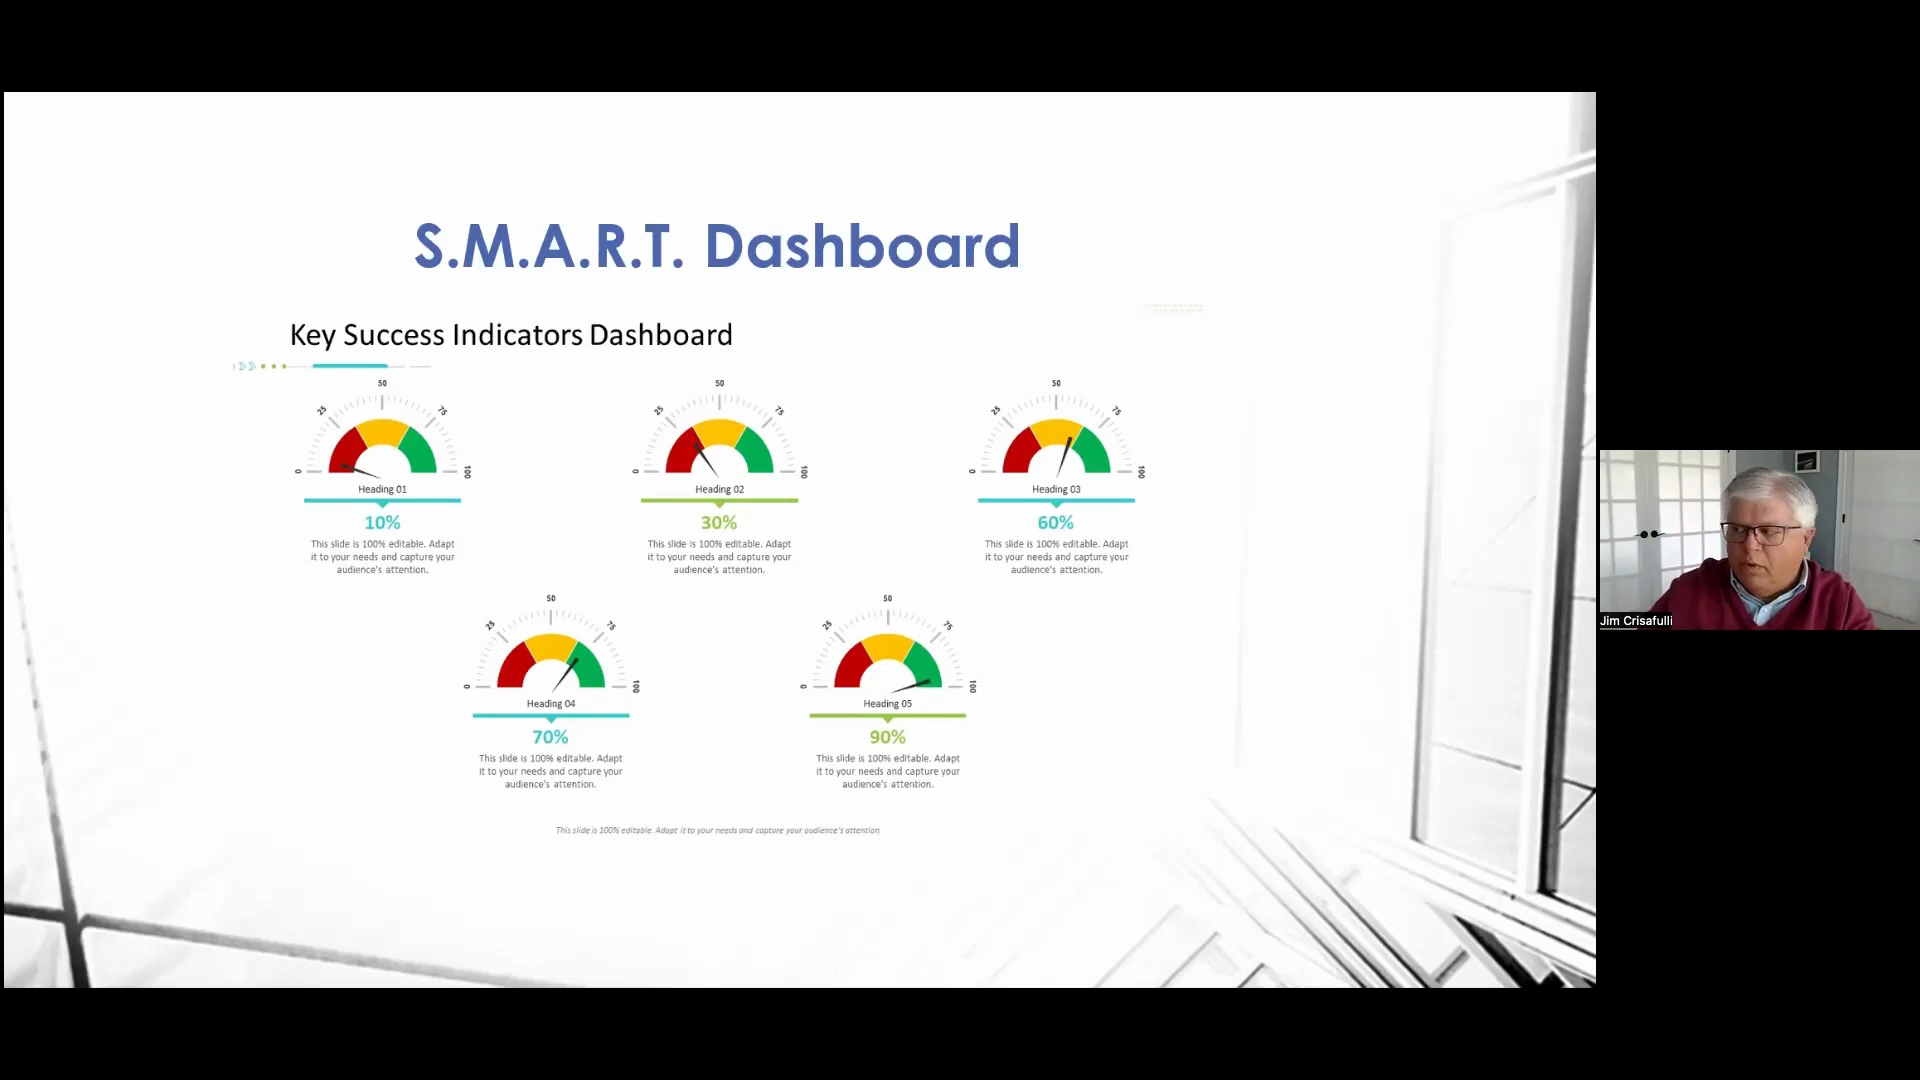 S.M.A.R.T. Dashboard
Key Success Indicators Dashboard
0 25 50 75 100
0 25 50 75 100
0 25 50 75 100
Heading 01
Heading 02
Heading 03
10%
30%
60%
This slide is 100% editable. Adapt
it to your needs and capture your
audience's attention.
This slide is 100% editable. Adapt
it to your needs and capture your
audience's attention.
This slide is 100% editable. Adapt
it to your needs and capture your
audience's attention.
0 25 50 75 100
0 25 50 75 100
Heading 04
Heading 05
70%
90%
This slide is 100% editable. Adapt
it to your needs and capture your
audience's attention.
This slide is 100% editable. Adapt
it to your needs and capture your
audience's attention.
This slide is 100% editable. Adapt it to your needs and capture your audience's attention.
Jim Crisafulli